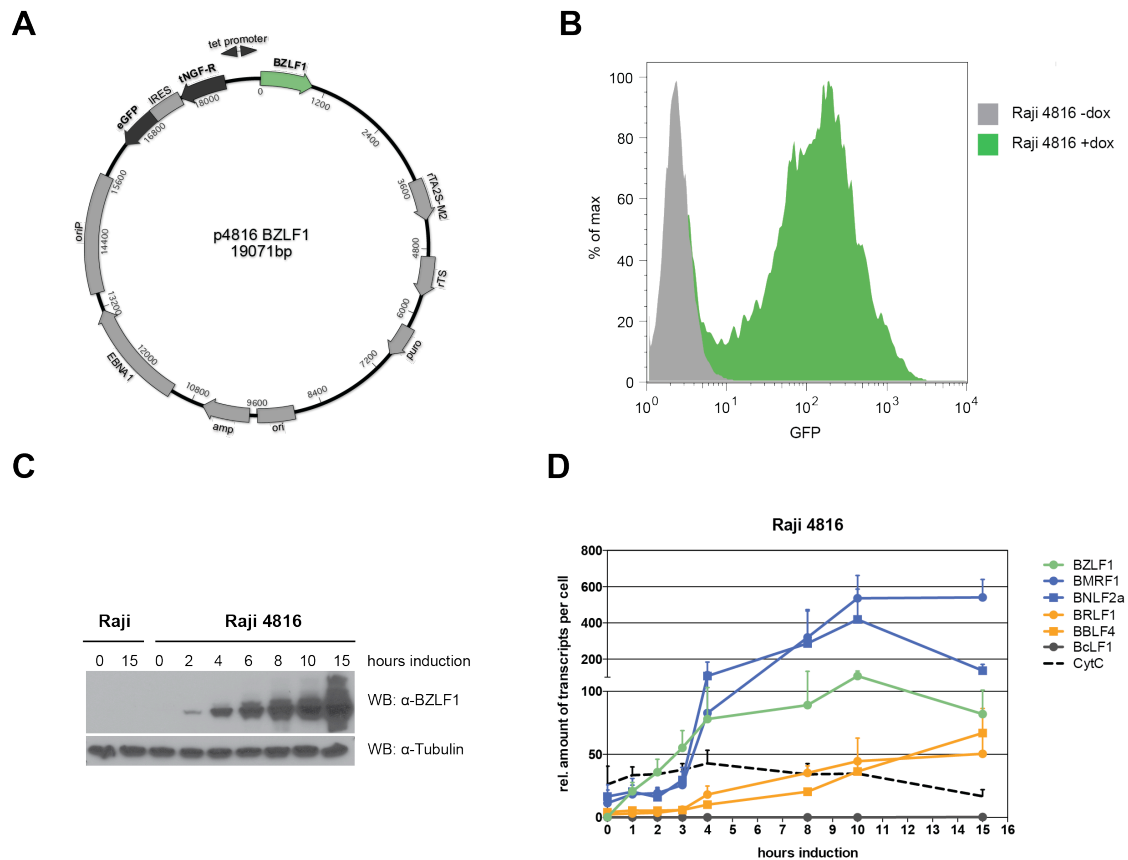 A
tet promoter
BZLF1
tNGF-R
IRES
eGFP
0
1200
2400
3600
4800
6000
7200
8400
9600
10800
12000
13200
14400
15600
16800
18000
rTA2S-M2
rTS
puro
ori
amp
EBNA1
oriP
p4816 BZLF1
19071bp
B
100
80
60
40
20
0
% of max
10^0 10^1 10^2 10^3 10^4
GFP
Raji 4816 -dox
Raji 4816 +dox
C
Raji Raji 4816
0 15 0 2 4 6 8 10 15 hours induction
WB: α-BZLF1
WB: α-Tubulin
D
Raji 4816
rel. amount of transcripts per cell
800
600
400
200
100
50
0
0 1 2 3 4 5 6 7 8 9 10 11 12 13 14 15 16
hours induction
BZLF1
BMRF1
BNLF2a
BRLF1
BBLF4
BcLF1
CytC